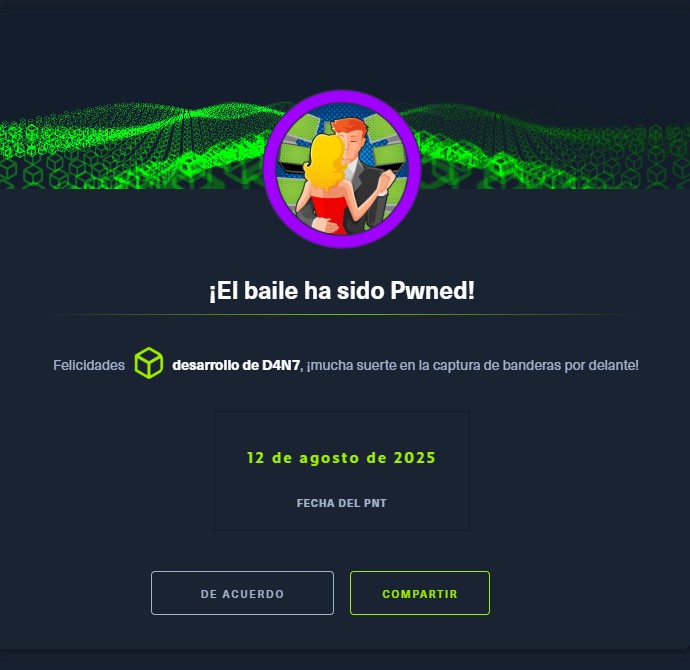 ¡El baile ha sido Pwned!
Felicidades desarrollo de D4N7, ¡mucha suerte en la captura de banderas por delante!
12 de agosto de 2025
FECHA DEL PNT
DE ACUERDO
COMPARTIR